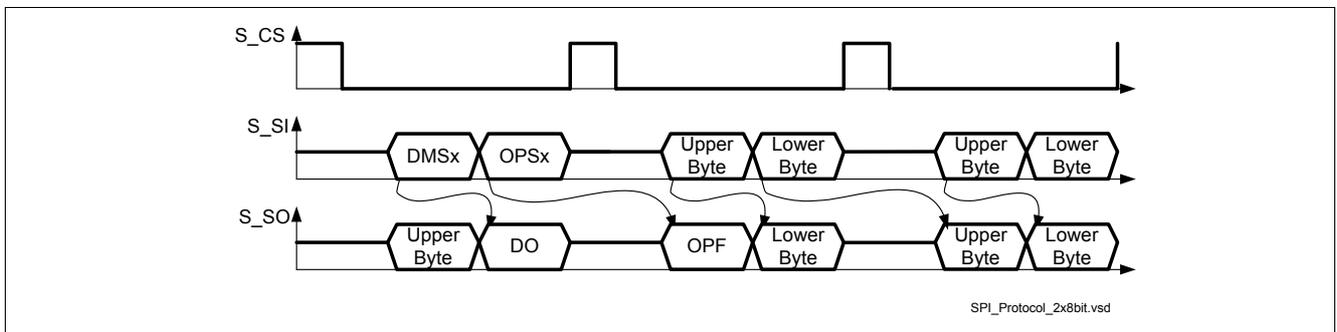 S_CS
S_SI
DMSx
OPSx
Upper
Byte
Lower
Byte
Upper
Byte
Lower
Byte
S_SO
Upper
Byte
DO
OPF
Lower
Byte
Upper
Byte
Lower
Byte
SPI_Protocol_2x8bit.vsd